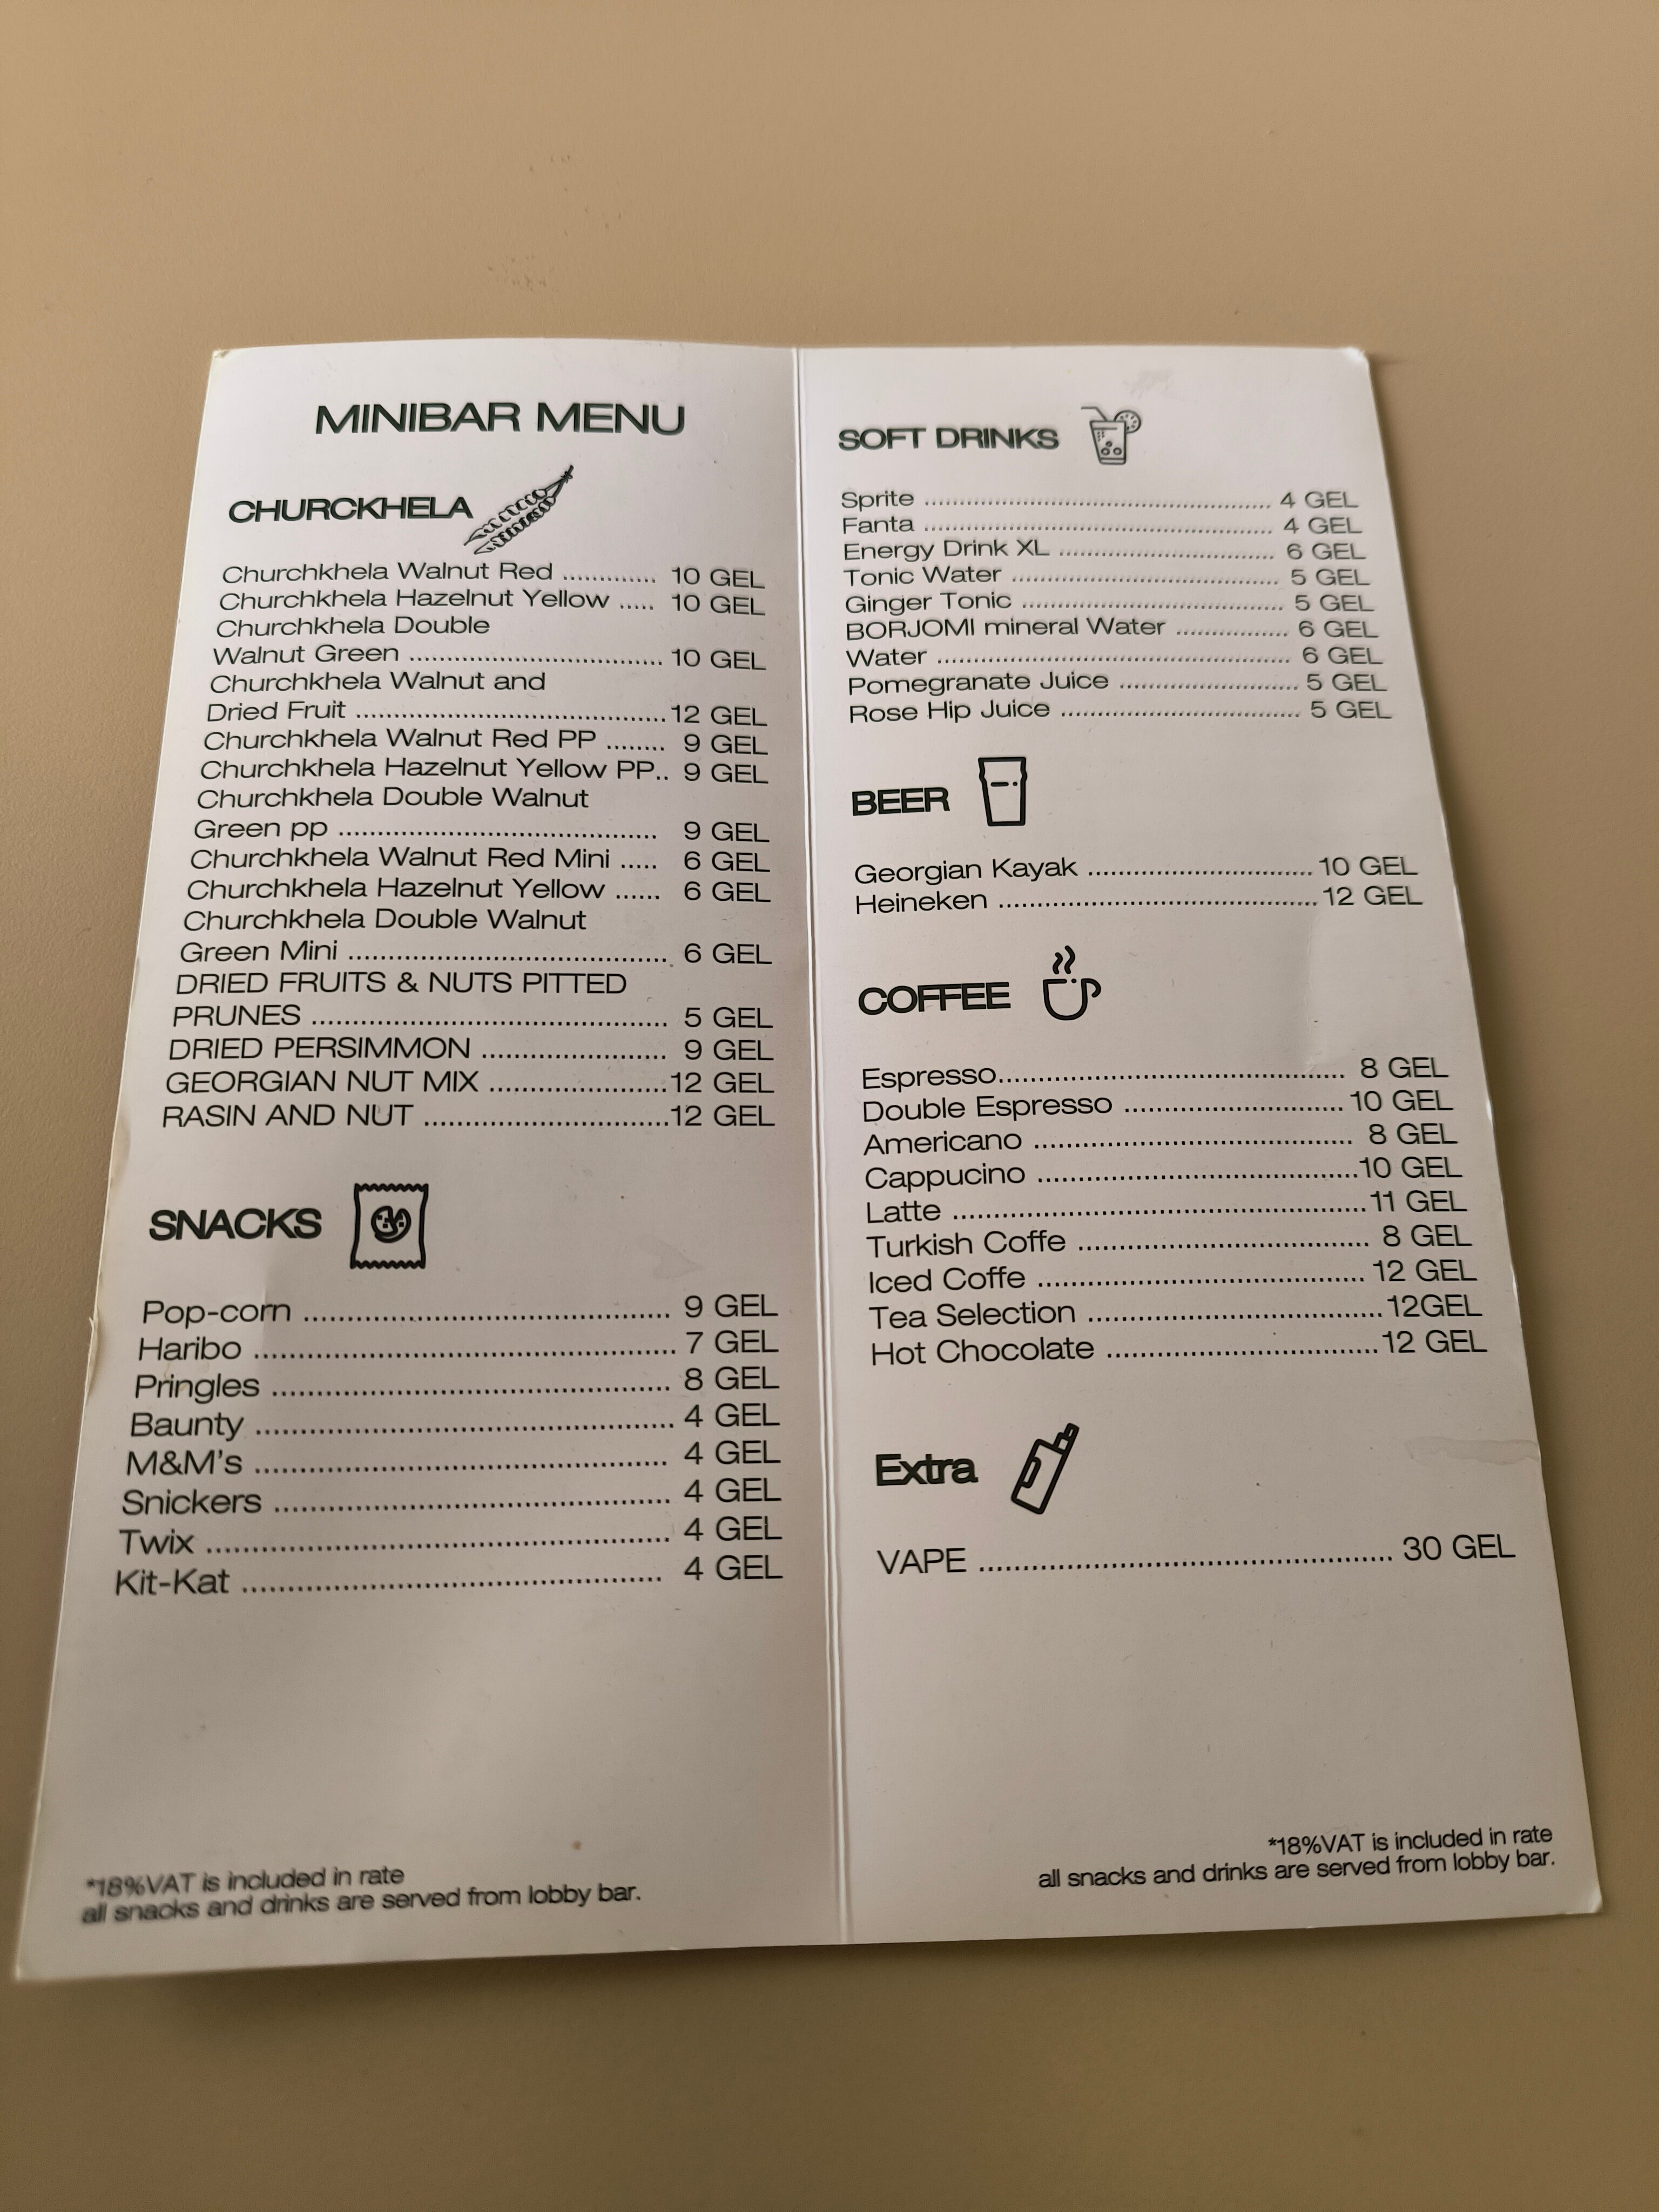 MINIBAR MENU
CHURCKHELA
Churchkhela Walnut Red ............. 10 GEL
Churchkhela Hazelnut Yellow ..... 10 GEL
Churchkhela Double
Walnut Green .................................. 10 GEL
Churchkhela Walnut and
Dried Fruit .........................................12 GEL
Churchkhela Walnut Red PP ........ 9 GEL
Churchkhela Hazelnut Yellow PP.. 9 GEL
Churchkhela Double Walnut
Green pp ......................................... 9 GEL
Churchkhela Walnut Red Mini ..... 6 GEL
Churchkhela Hazelnut Yellow ...... 6 GEL
Churchkhela Double Walnut
Green Mini ........................................ 6 GEL
DRIED FRUITS & NUTS PITTED
PRUNES ............................................ 5 GEL
DRIED PERSIMMON ...................... 9 GEL
GEORGIAN NUT MIX ......................12 GEL
RASIN AND NUT ..............................12 GEL
SNACKS
Pop-corn ............................................ 9 GEL
Haribo ................................................. 7 GEL
Pringles .............................................. 8 GEL
Baunty ................................................ 4 GEL
M&M's ................................................ 4 GEL
Snickers ............................................. 4 GEL
Twix .................................................... 4 GEL
Kit-Kat ................................................ 4 GEL
*18%VAT is included in rate
all snacks and drinks are served from lobby bar.
SOFT DRINKS
Sprite .................................................. 4 GEL
Fanta .................................................. 4 GEL
Energy Drink XL ............................... 6 GEL
Tonic Water ...................................... 5 GEL
Ginger Tonic ..................................... 5 GEL
BORJOMI mineral Water ................ 6 GEL
Water .................................................. 6 GEL
Pomegranate Juice ......................... 5 GEL
Rose Hip Juice ................................. 5 GEL
BEER
Georgian Kayak ............................... 10 GEL
Heineken ........................................... 12 GEL
COFFEE
Espresso............................................ 8 GEL
Double Espresso ............................ 10 GEL
Americano ........................................ 8 GEL
Cappucino ........................................10 GEL
Latte ...................................................11 GEL
Turkish Coffe .................................... 8 GEL
Iced Coffe ......................................... 12 GEL
Tea Selection ....................................12GEL
Hot Chocolate ..................................12 GEL
Extra
VAPE .................................................. 30 GEL
*18%VAT is included in rate
all snacks and drinks are served from lobby bar.